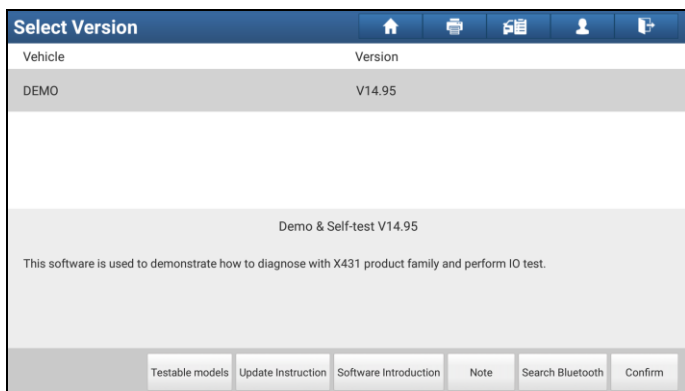 Select Version
Vehicle Version
DEMO V14.95
Demo & Self-test V14.95
This software is used to demonstrate how to diagnose with X431 product family and perform IO test.
Testable models Update Instruction Software Introduction Note Search Bluetooth Confirm